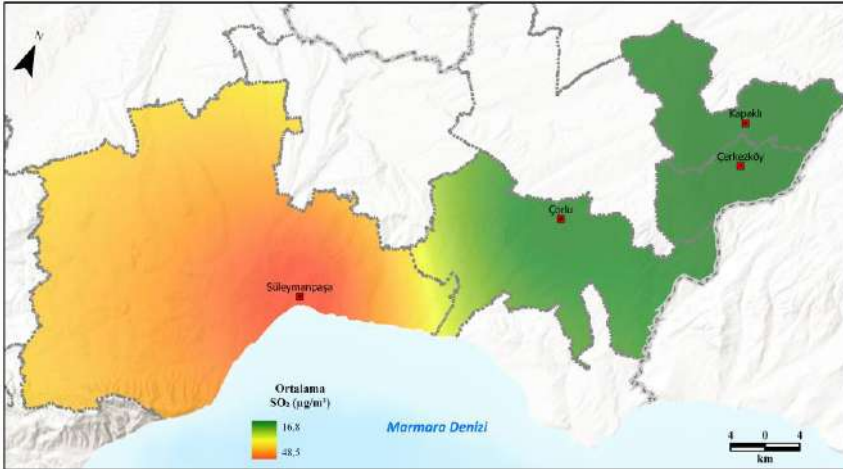 N
Kapaklı
Çerkezköy
Çorlu
Süleymanpaşa
Ortalama
SO₂ (µg/m³)
16,8
48,5
Marmara Denizi
4 0 4
km